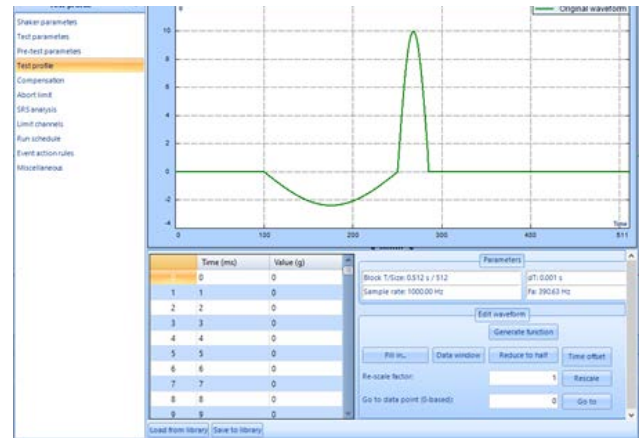 Test profile
Original waveform
g
Shaker parameters
Test parameters
Pre-test parameters
Test profile
Compensation
Abort limit
SRS analysis
Limit channels
Run schedule
Event action rules
Miscellaneous
10
8
6
4
2
0
-2
-4
Time
0 100 200 300 400 511
Time (ms) Value (g)
0 0
1 1 0
2 2 0
3 3 0
4 4 0
5 5 0
6 6 0
7 7 0
8 8 0
9 9 0
Parameters
Block T/Size: 0.512 s / 512 dT: 0.001 s
Sample rate: 1000.00 Hz Fa: 390.63 Hz
Edit waveform
Generate function
Fill in.. Data window Reduce to half Time offset
Re-scale factor: 1 Rescale
Go to data point (0-based): 0 Go to
Load from library Save to library